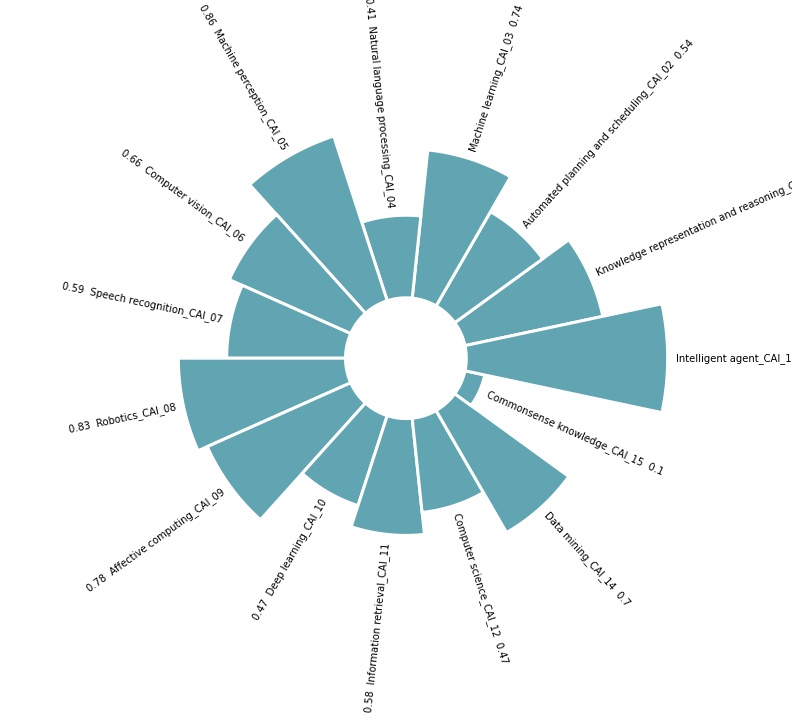 0.86 Machine perception_CAI_05
0.41 Natural language processing_CAI_04
Machine learning_CAI_03 0.74
Automated planning and scheduling_CAI_02 0.54
Knowledge representation and reasoning_
Intelligent agent_CAI_1
0.66 Computer vision_CAI_06
0.59 Speech recognition_CAI_07
0.83 Robotics_CAI_08
0.78 Affective computing_CAI_09
0.47 Deep learning_CAI_10
0.58 Information retrieval_CAI_11
Computer science_CAI_12 0.47
Data mining_CAI_14 0.7
Commonsense knowledge_CAI_15 0.1